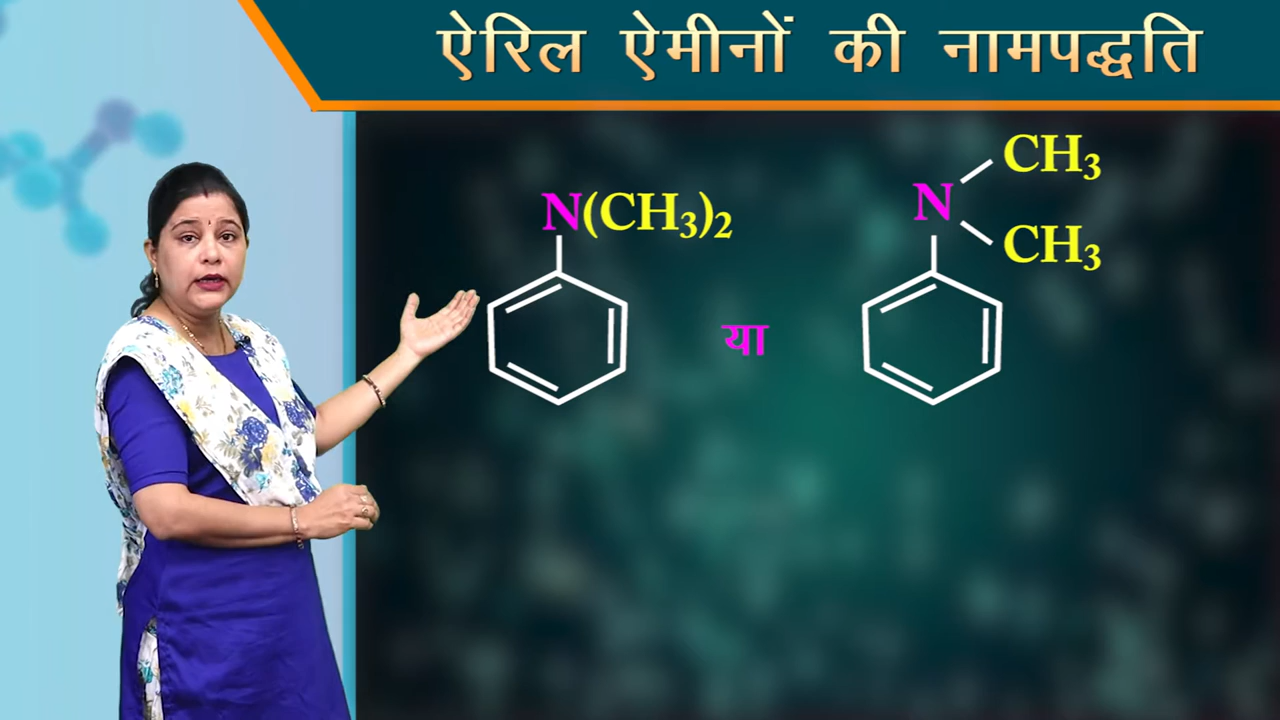 ऐरिल ऐमीनों की नामपद्धति
N(CH₃)₂
या
N
CH₃
CH₃